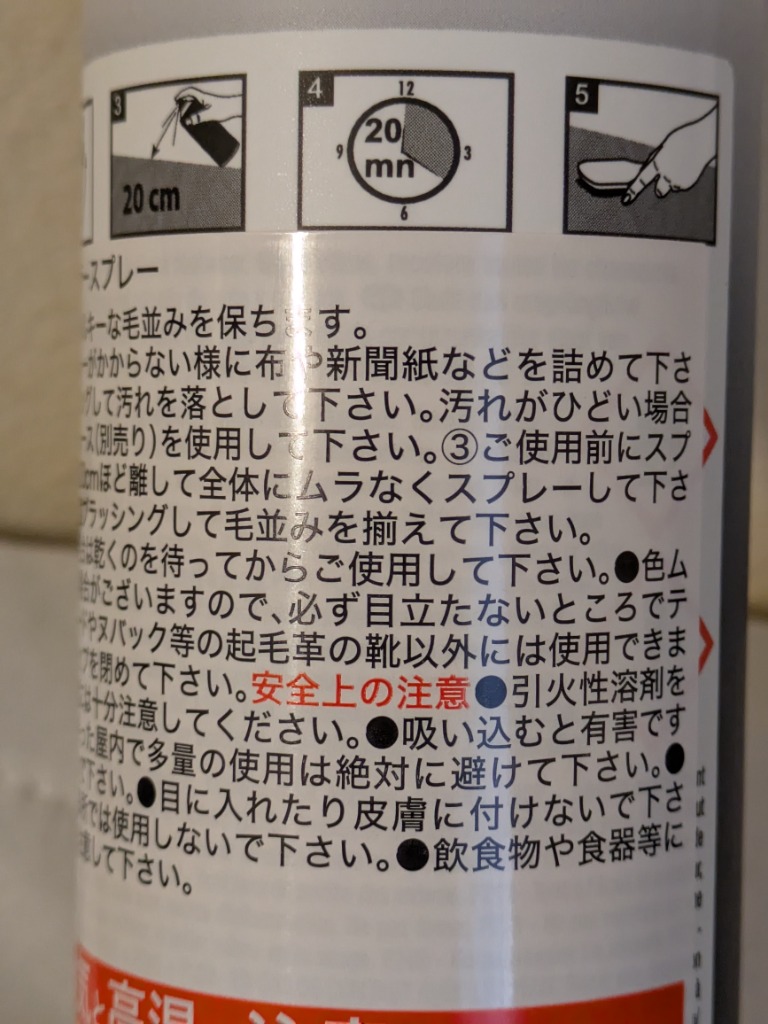 3
20 cm
4
12
20
mn
9
3
6
5
スプレー
キーな毛並みを保ちます。
ーがかからない様に布や新聞紙などを詰めて下さ
して汚れを落として下さい。汚れがひどい場合
ース(別売り)を使用して下さい。③ご使用前にスプ
cmほど離して全体にムラなくスプレーして下さ
ブラッシングして毛並みを揃えて下さい。
は乾くのを待ってからご使用して下さい。●色ム
がございますので、必ず目立たないところでテ
やヌバック等の起毛革の靴以外には使用できま
を閉めて下さい。安全上の注意●引火性溶剤を
は十分注意してください。●吸い込むと有害です
た屋内で多量の使用は絶対に避けて下さい。●
下さい。●目に入れたり皮膚に付けないで下さ
では使用しないで下さい。●飲食物や食器等に
して下さい。
と高温